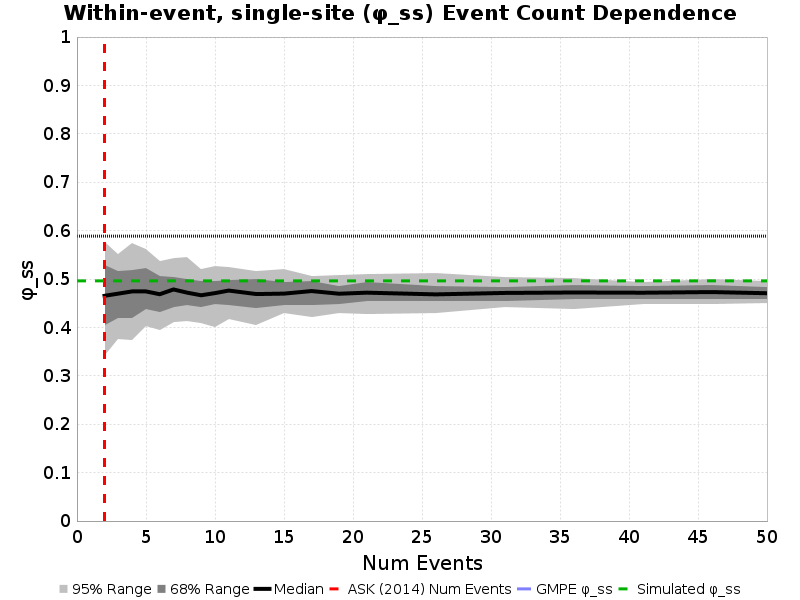 Within-event, single-site (φ_ss) Event Count Dependence
1
0.9
0.8
0.7
0.6
0.5
0.4
0.3
0.2
0.1
0
φ_ss
0 5 10 15 20 25 30 35 40 45 50
Num Events
95% Range 68% Range Median ASK (2014) Num Events GMPE φ_ss Simulated φ_ss